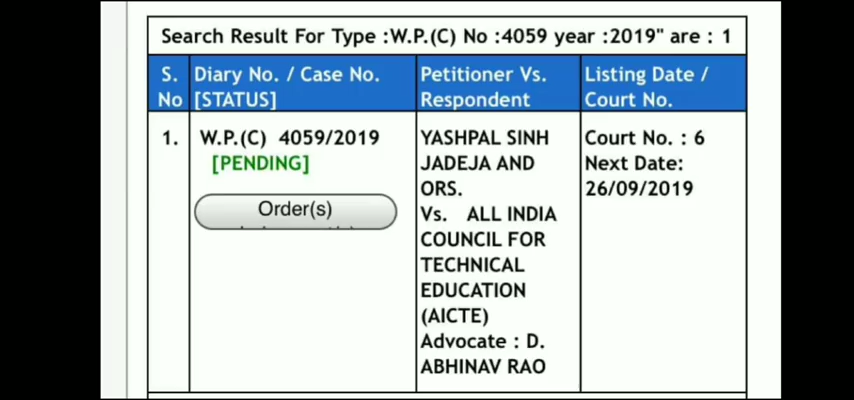 Search Result For Type :W.P.(C) No :4059 year :2019" are : 1
S. No
Diary No. / Case No. [STATUS]
Petitioner Vs. Respondent
Listing Date / Court No.
1.
W.P.(C) 4059/2019
[PENDING]
Order(s)
YASHPAL SINH
JADEJA AND
ORS.
Vs. ALL INDIA
COUNCIL FOR
TECHNICAL
EDUCATION
(AICTE)
Advocate : D.
ABHINAV RAO
Court No. : 6
Next Date:
26/09/2019